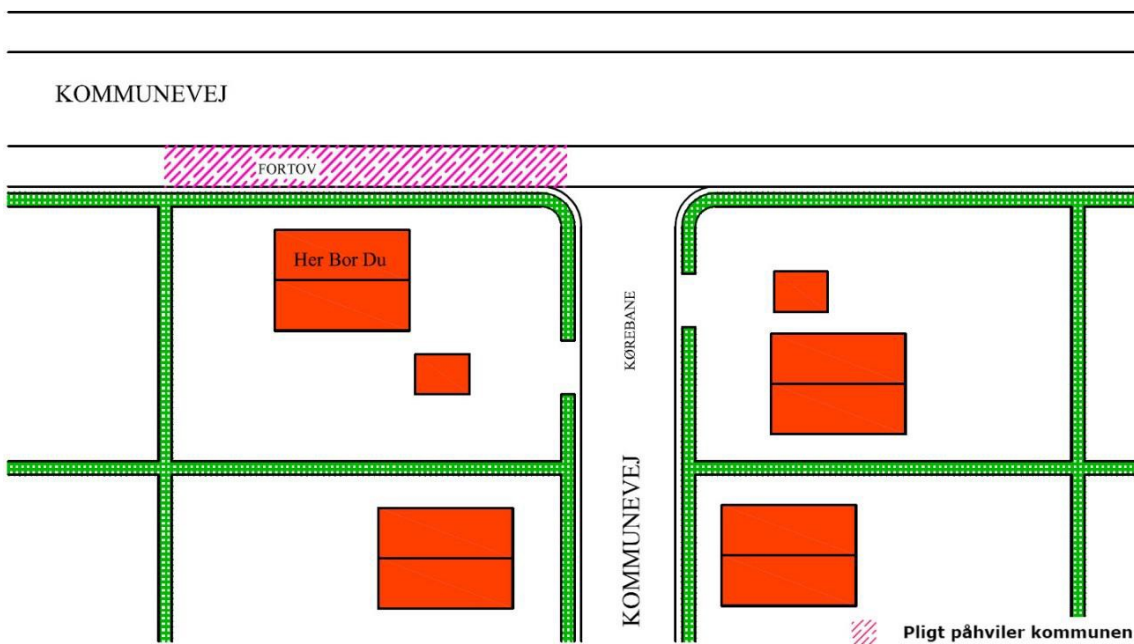 KOMMUNEVEJ
FORTOV
Her Bor Du
KØREBANE
KOMMUNEVEJ
Pligt påhviler kommunen